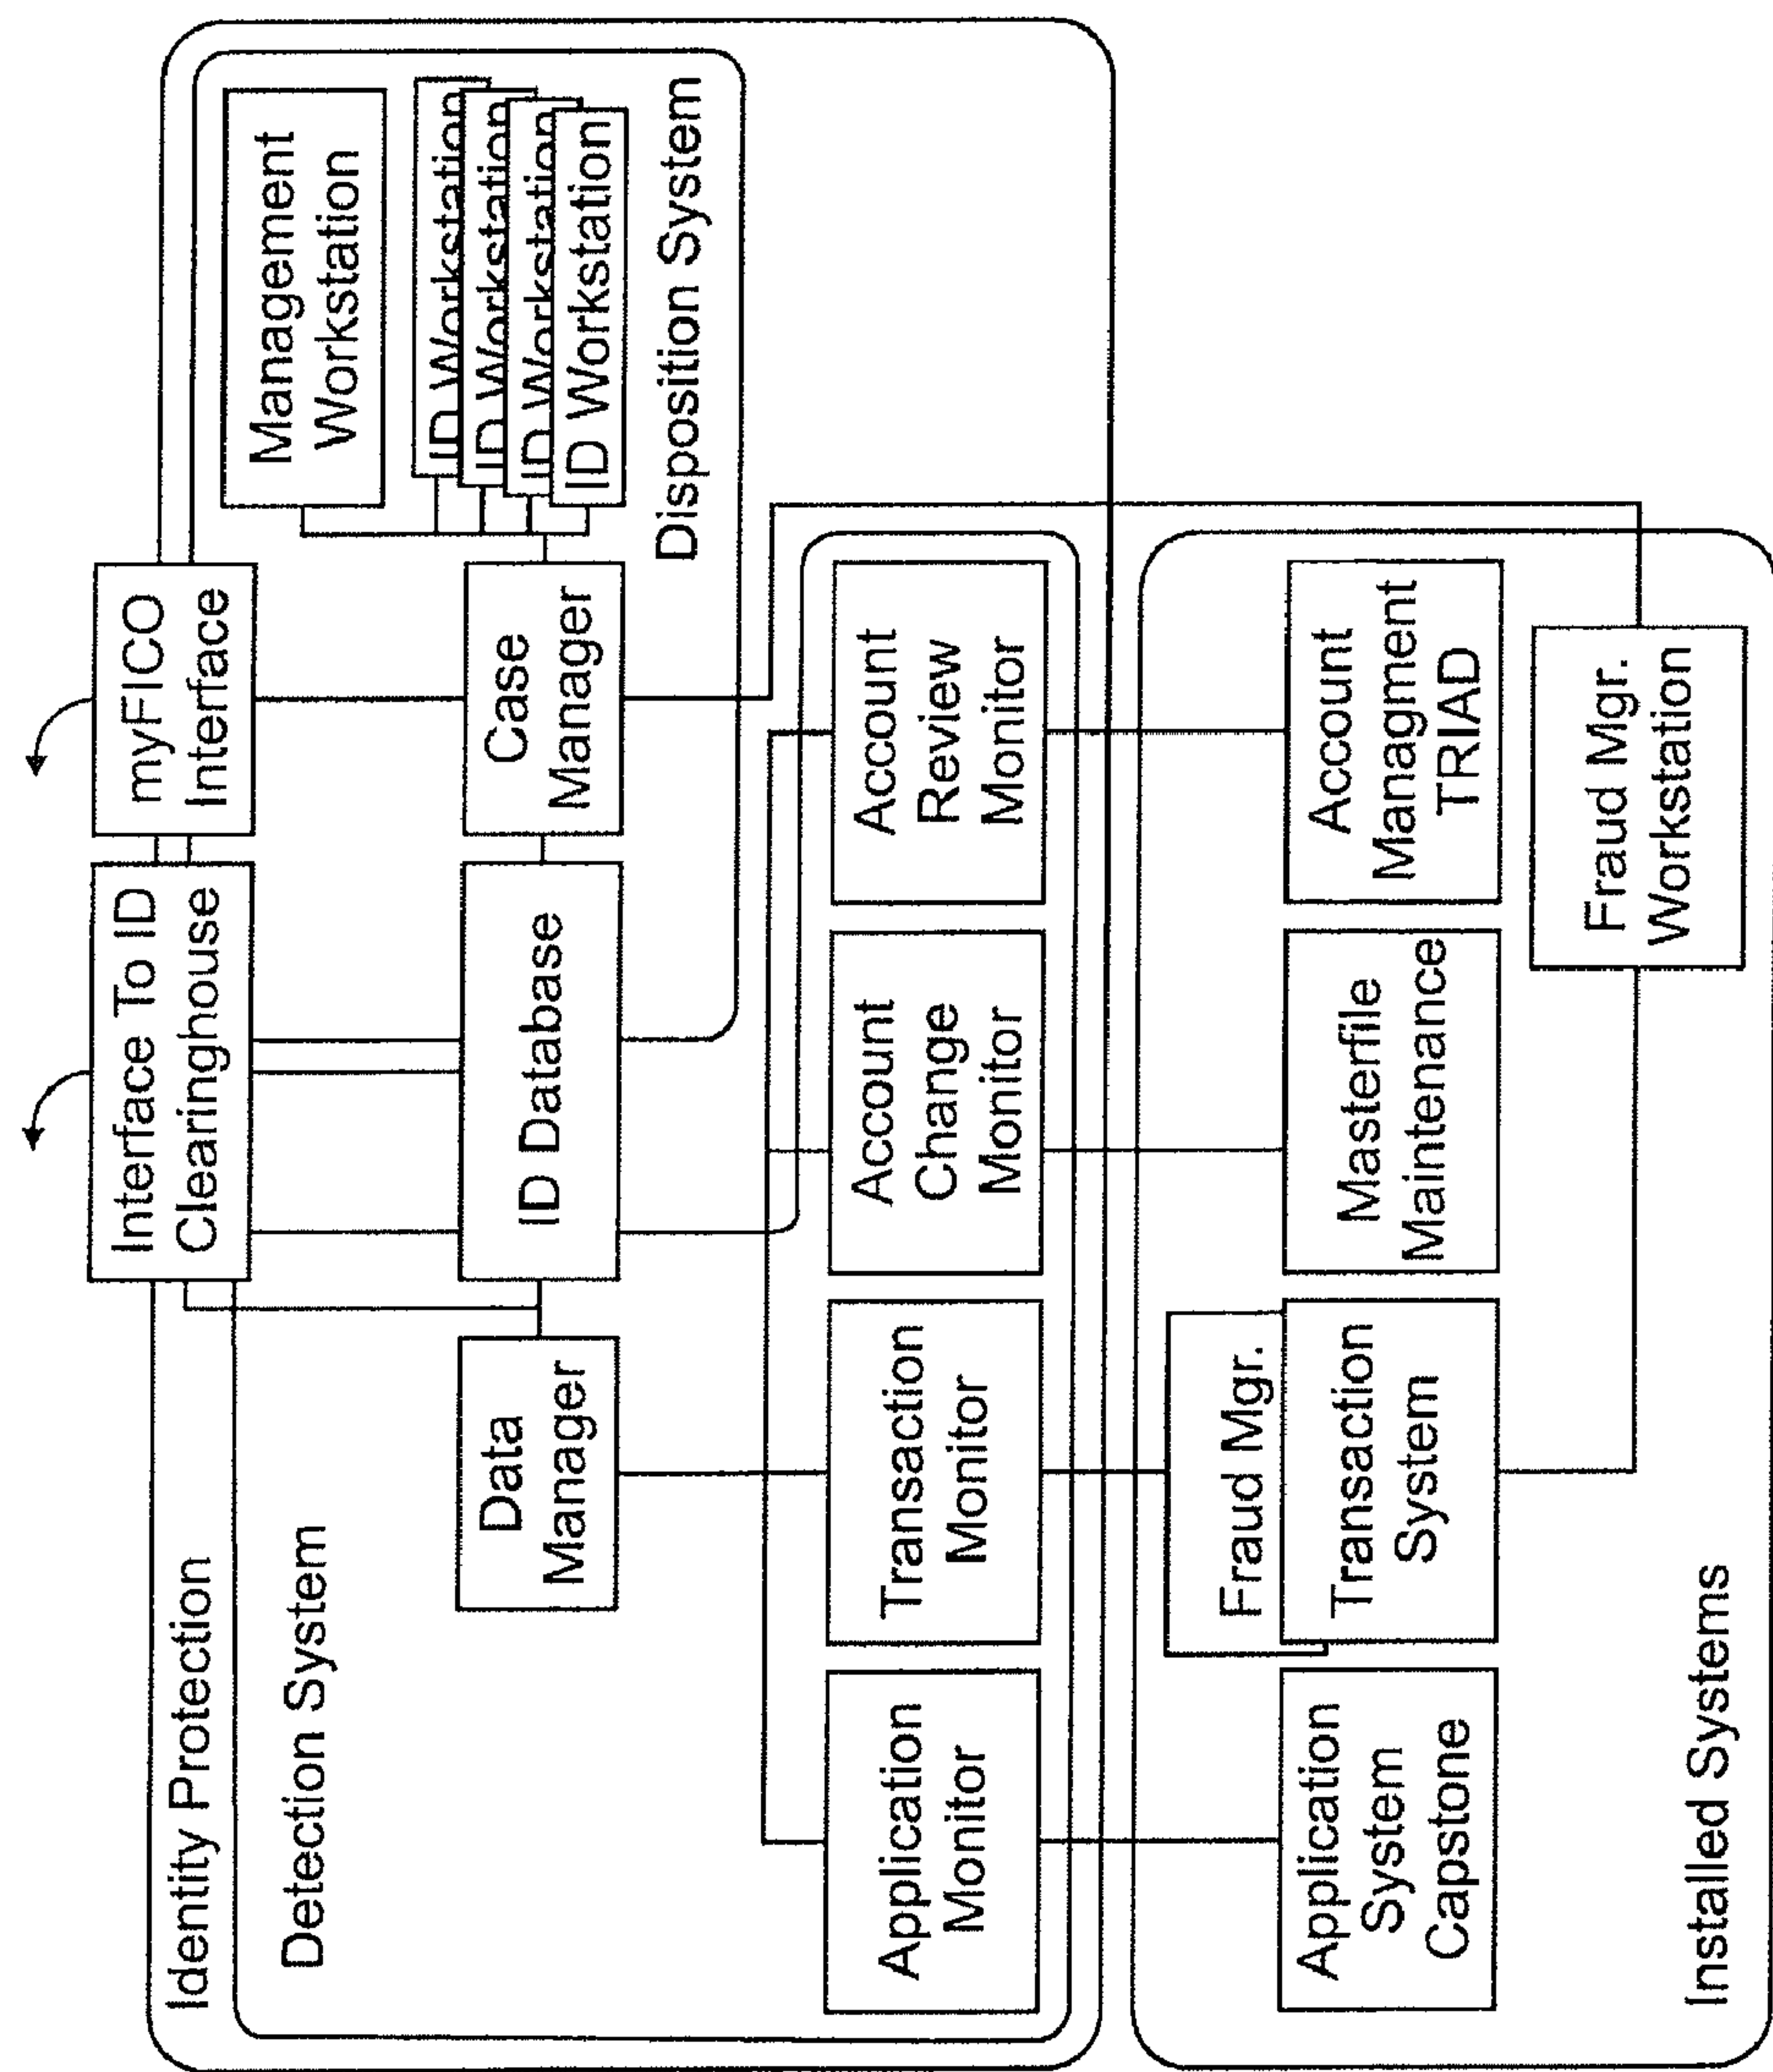 Identity Protection
Interface To ID
Clearinghouse
myFICO
Interface
Detection System
Management
Workstation
Data
Manager
ID Database
Case
Manager
ID Workstation
ID Workstation
ID Workstation
ID Workstation
Disposition System
Application
Monitor
Transaction
Monitor
Account
Change
Monitor
Account
Review
Monitor
Fraud Mgr.
Application
System
Capstone
Transaction
System
Masterfile
Maintenance
Account
Managment
TRIAD
Fraud Mgr.
Workstation
Installed Systems